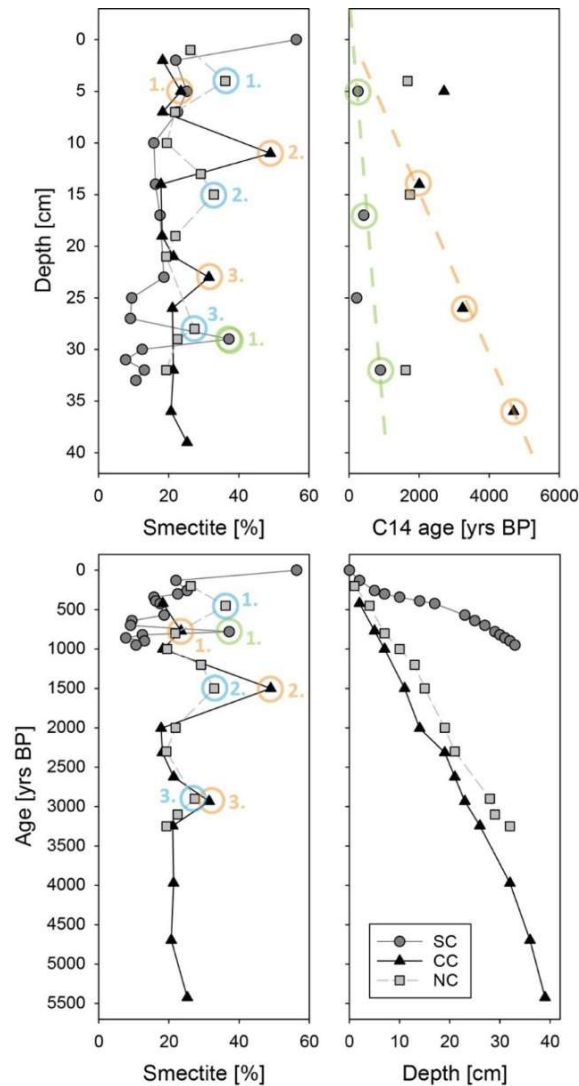 0
5
10
15
20
25
30
35
40
Depth [cm]
1.
1.
2.
2.
3.
3.
1.
0 20 40 60
Smectite [%]
0 2000 4000 6000
C14 age [yrs BP]
0
500
1000
1500
2000
2500
3000
3500
4000
4500
5000
5500
Age [yrs BP]
1.
1.
1.
2.
2.
3.
3.
0 20 40 60
Smectite [%]
SC
CC
NC
0 10 20 30 40
Depth [cm]